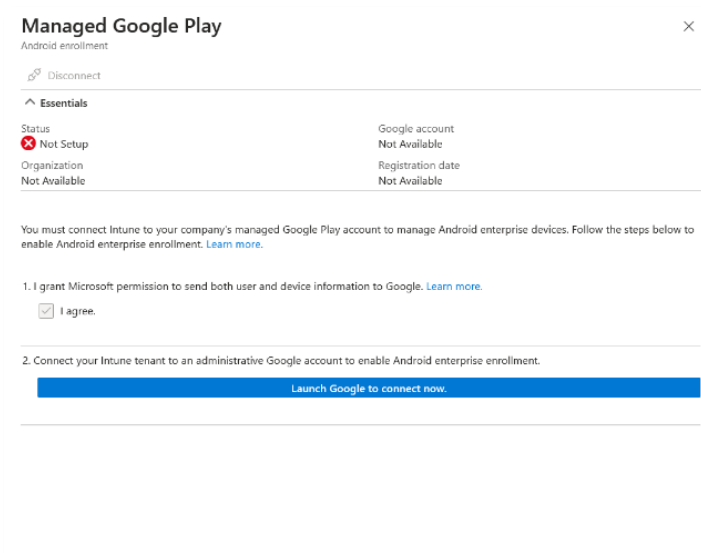 Managed Google Play
Android enrollment
Disconnect
Essentials
Status
Not Setup
Google account
Not Available
Organization
Not Available
Registration date
Not Available
You must connect Intune to your company's managed Google Play account to manage Android enterprise devices. Follow the steps below to
enable Android enterprise enrollment. Learn more.
1. I grant Microsoft permission to send both user and device information to Google. Learn more.
I agree.
2. Connect your Intune tenant to an administrative Google account to enable Android enterprise enrollment.
Launch Google to connect now.